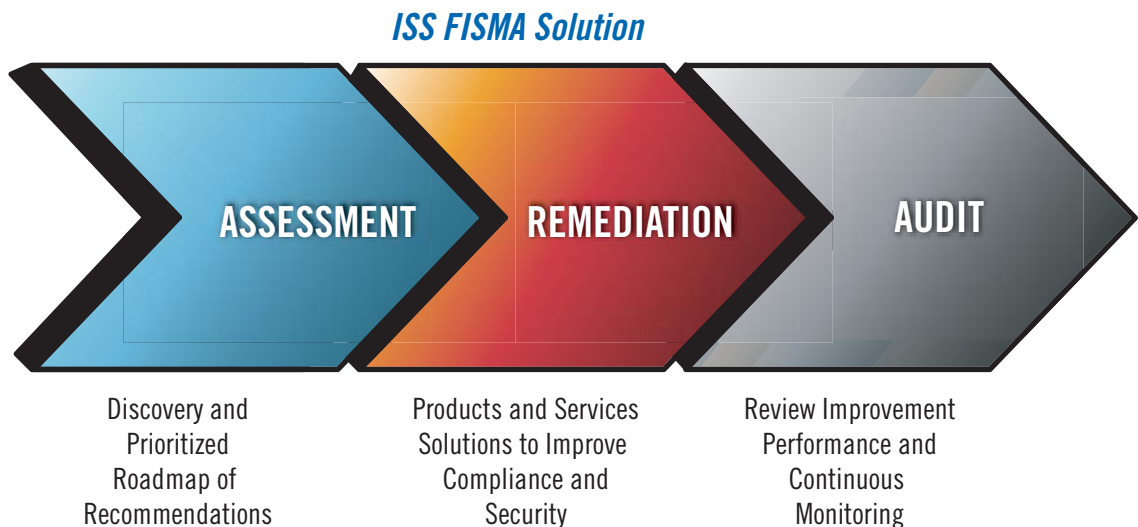 ISS FISMA Solution
ASSESSMENT
REMEDIATION
AUDIT
Discovery and
Prioritized
Roadmap of
Recommendations
Products and Services
Solutions to Improve
Compliance and
Security
Review Improvement
Performance and
Continuous
Monitoring